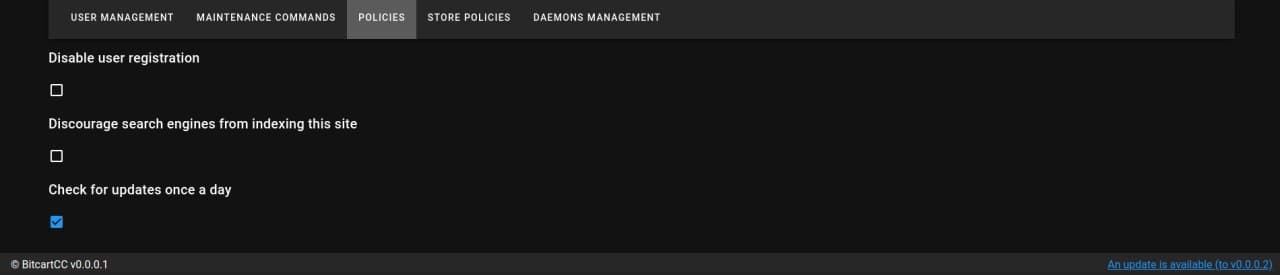 USER MANAGEMENT MAINTENANCE COMMANDS POLICIES STORE POLICIES DAEMONS MANAGEMENT
Disable user registration
Discourage search engines from indexing this site
Check for updates once a day
© BitcartCC v0.0.0.1 An update is available (to v0.0.0.2)